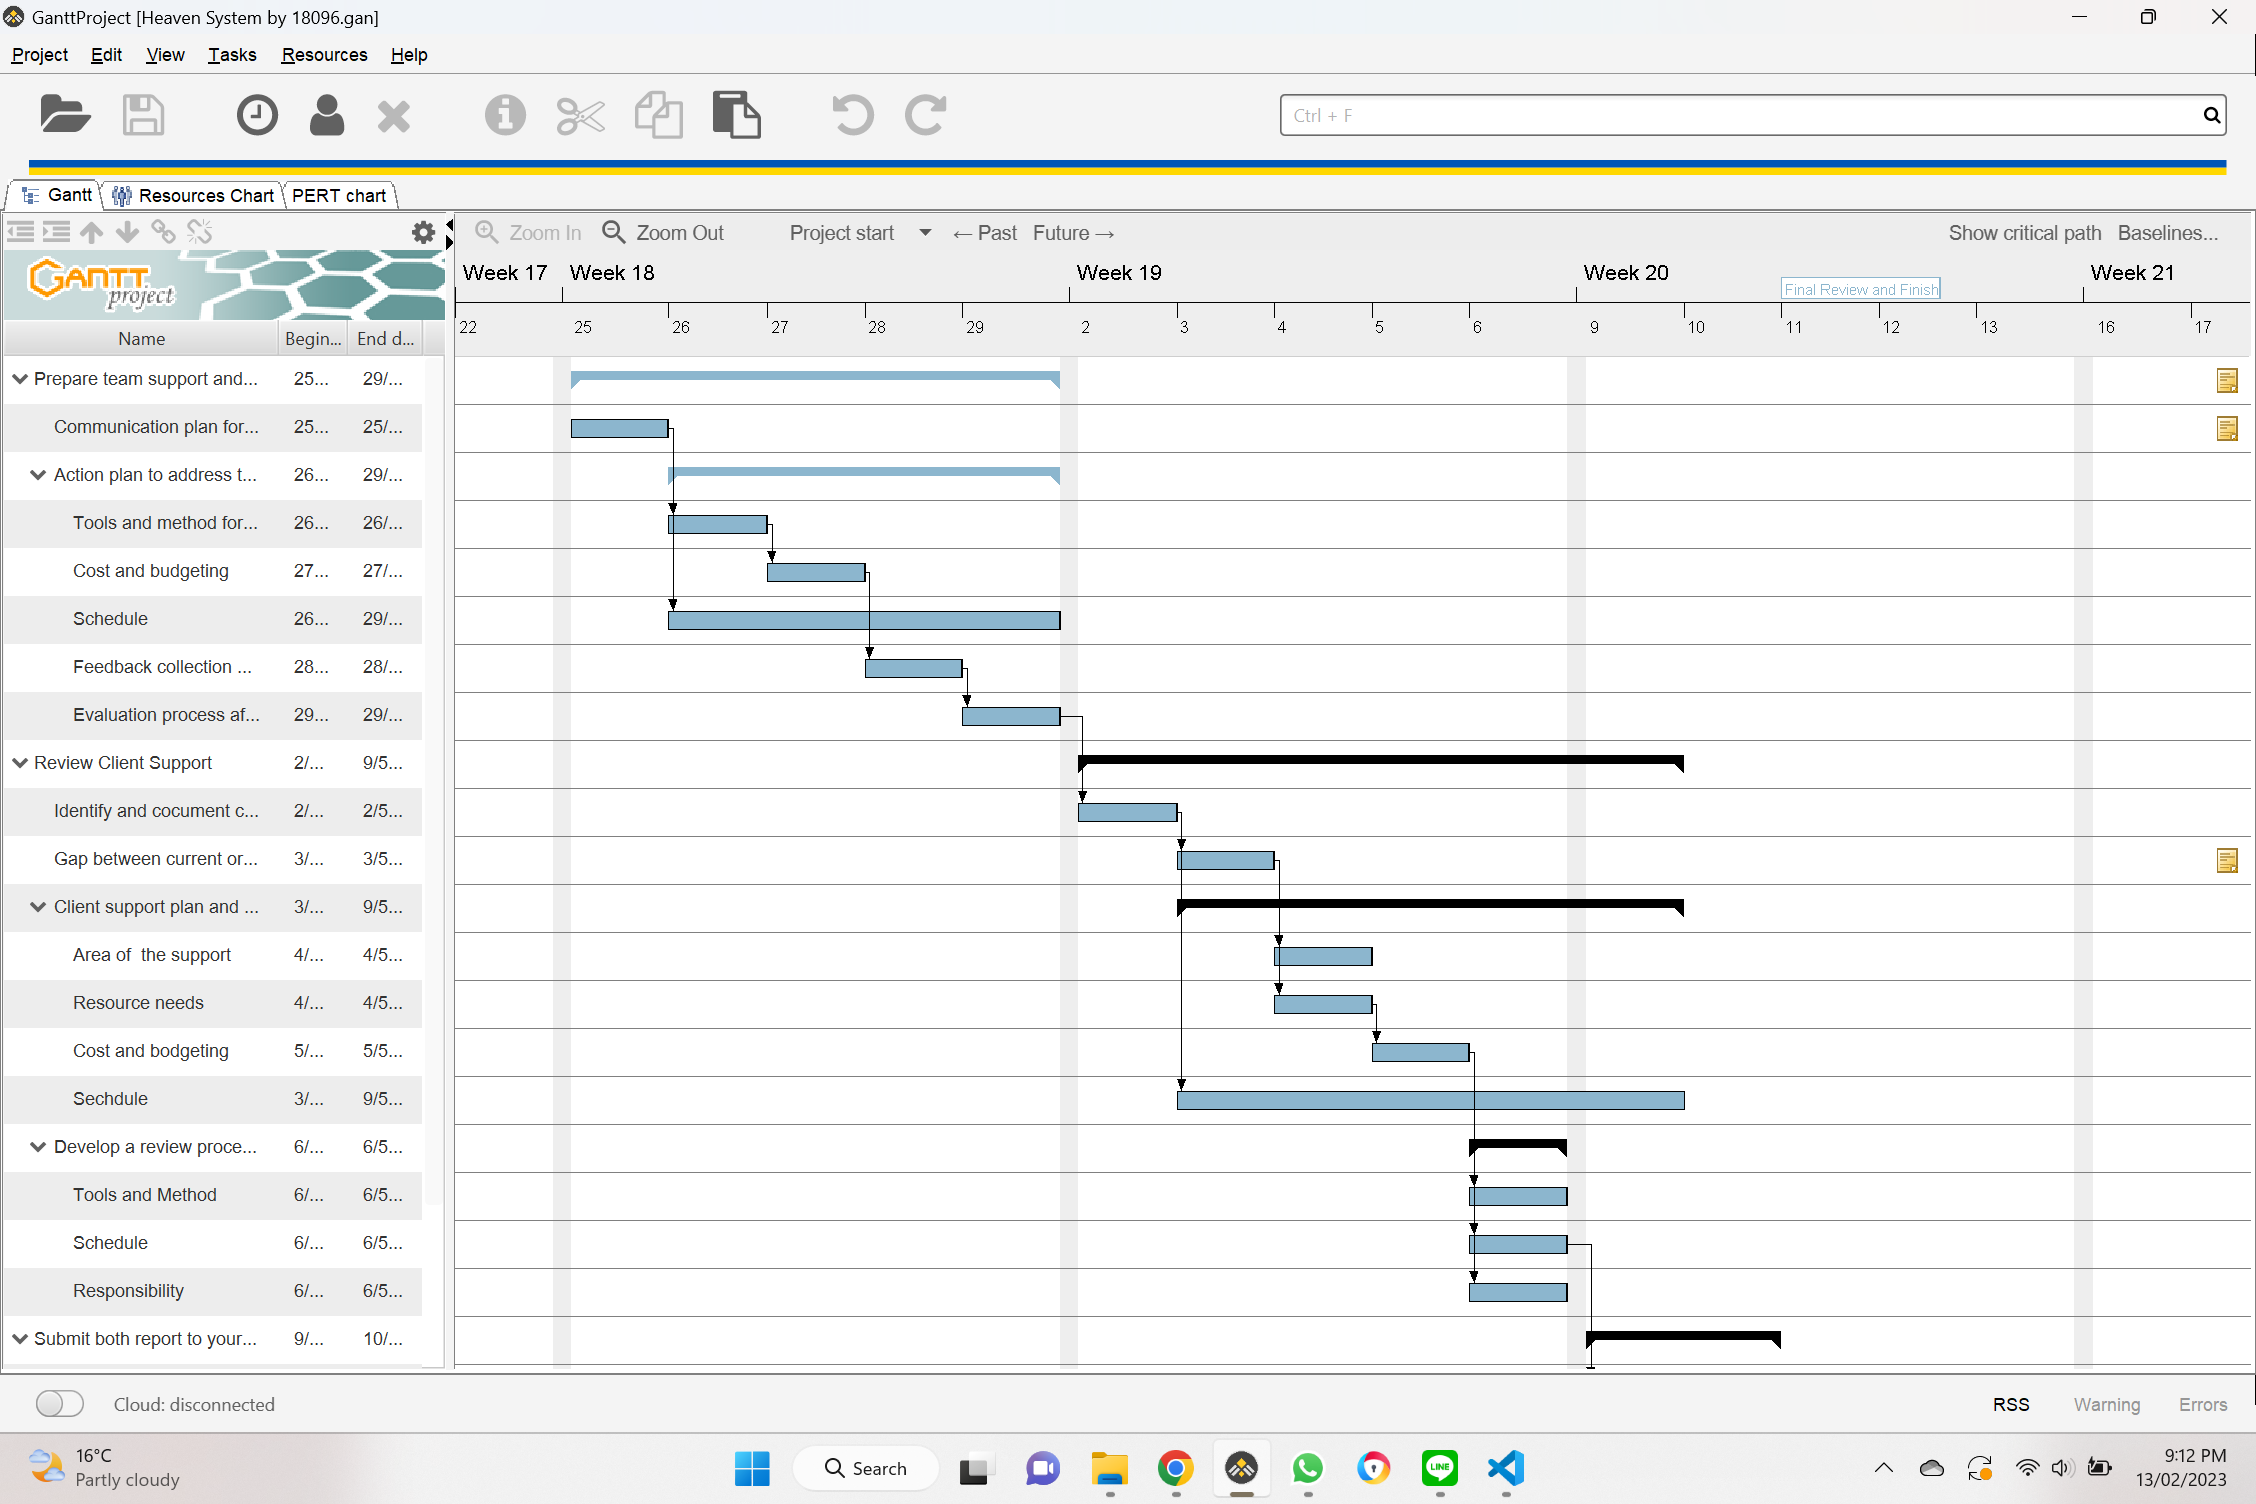 GanttProject [Heaven System by 18096.gan]
Project Edit View Tasks Resources Help
Ctrl + F
Gantt Resources Chart PERT chart
Zoom In Zoom Out Project start ← Past Future → Show critical path Baselines...
GANTT project
Week 17 Week 18 Week 19 Week 20 Week 21
Final Review and Finish
22 25 26 27 28 29 2 3 4 5 6 9 10 11 12 13 16 17
Name Begin... End d...
Prepare team support and... 25... 29/...
Communication plan for... 25... 25/...
Action plan to address t... 26... 29/...
Tools and method for... 26... 26/...
Cost and budgeting 27... 27/...
Schedule 26... 29/...
Feedback collection ... 28... 28/...
Evaluation process af... 29... 29/...
Review Client Support 2/... 9/5...
Identify and cocument c... 2/... 2/5...
Gap between current or... 3/... 3/5...
Client support plan and ... 3/... 9/5...
Area of  the support 4/... 4/5...
Resource needs 4/... 4/5...
Cost and bodgeting 5/... 5/5...
Sechdule 3/... 9/5...
Develop a review proce... 6/... 6/5...
Tools and Method 6/... 6/5...
Schedule 6/... 6/5...
Responsibility 6/... 6/5...
Submit both report to your... 9/... 10/...
Cloud: disconnected RSS Warning Errors
16°C
Partly cloudy
Search
LINE
9:12 PM
13/02/2023